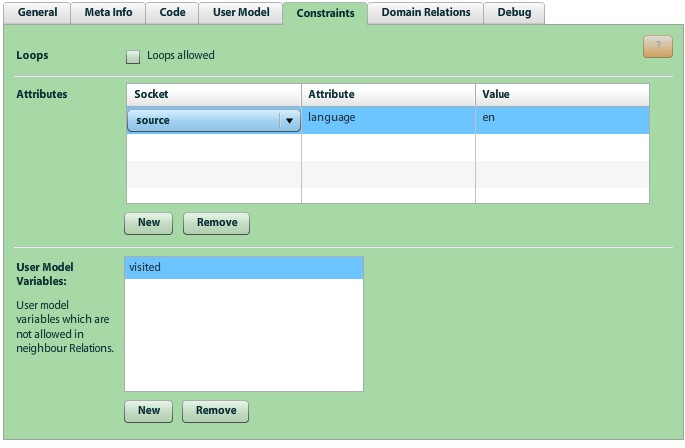 General Meta Info Code User Model Constraints Domain Relations Debug
Loops Loops allowed ?
Attributes Socket Attribute Value
source language en
New Remove
User Model
Variables:
visited
User model
variables which are
not allowed in
neighbour Relations.
New Remove